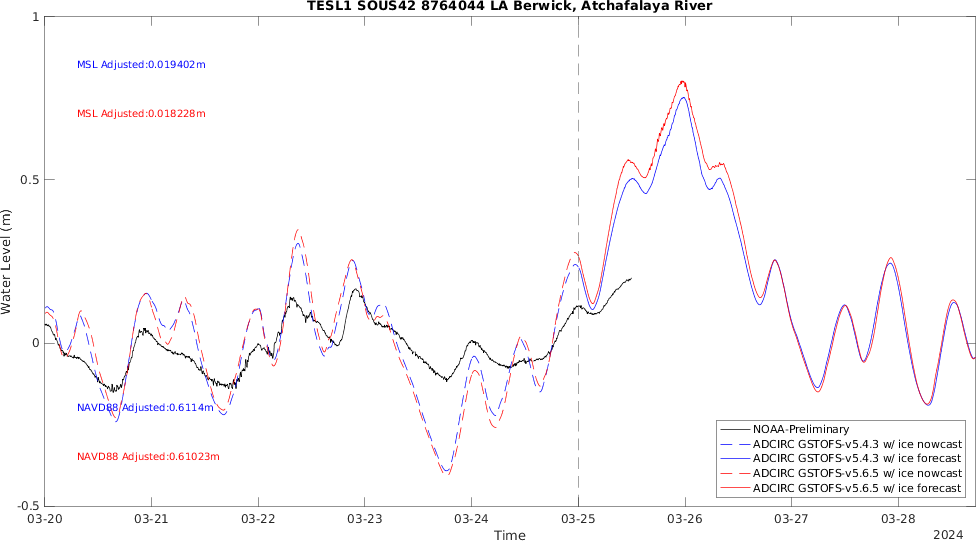 TESL1 SOUS42 8764044 LA Berwick, Atchafalaya River
1
MSL Adjusted:0.019402m
MSL Adjusted:0.018228m
0.5
Water Level (m)
0
NAVD88 Adjusted:0.6114m
NAVD88 Adjusted:0.61023m
-0.5
NOAA-Preliminary
ADCIRC GSTOFS-v5.4.3 w/ ice nowcast
ADCIRC GSTOFS-v5.4.3 w/ ice forecast
ADCIRC GSTOFS-v5.6.5 w/ ice nowcast
ADCIRC GSTOFS-v5.6.5 w/ ice forecast
03-20 03-21 03-22 03-23 03-24 03-25 03-26 03-27 03-28
Time
2024